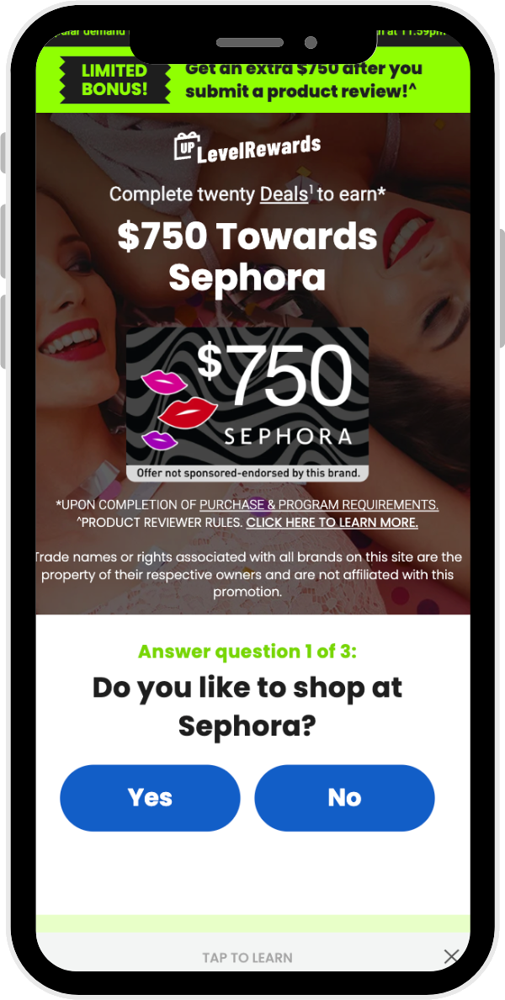 demand
at 11:59pm
LIMITED
BONUS!
Get an extra $750 after you
submit a product review!^
UP LevelRewards
Complete twenty Deals¹ to earn*
$750 Towards
Sephora
$750
SEPHORA
Offer not sponsored-endorsed by this brand.
*UPON COMPLETION OF PURCHASE & PROGRAM REQUIREMENTS.
^PRODUCT REVIEWER RULES. CLICK HERE TO LEARN MORE.
Trade names or rights associated with all brands on this site are the
property of their respective owners and are not affiliated with this
promotion.
Answer question 1 of 3:
Do you like to shop at
Sephora?
Yes
No
TAP TO LEARN